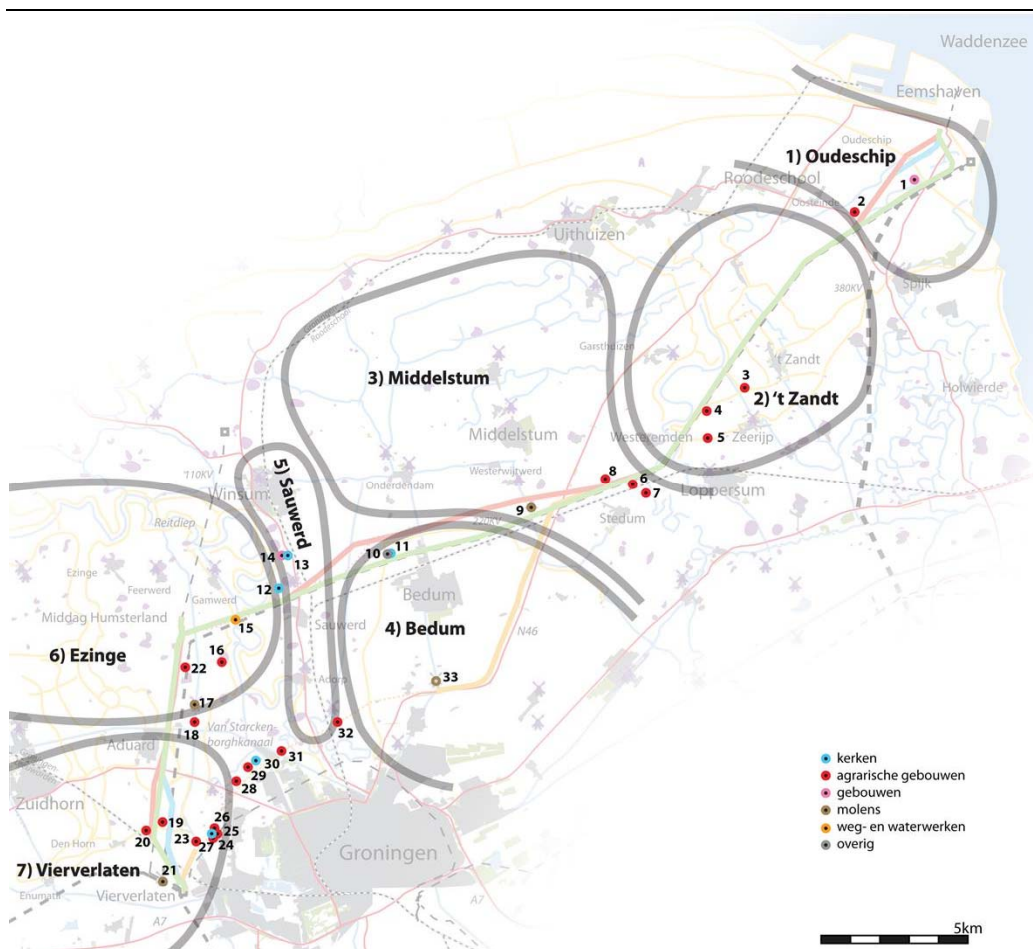 Waddenzee
Eemshaven
Oudeschip
1) Oudeschip
Roodeschool
1
Oosteinde
2
Uithuizen
Spijk
380KV
Roodeschool
Garsthuizen
't Zandt
3) Middelstum
3
Holwierde
2) 't Zandt
4
Middelstum
Westeremden
5
Zeerijp
Westerwijtwerd
8
6
Loppersum
7
110KV
5) Sauwerd
Onderdendam
Winsum
9
Stedum
220KV
Reitdiep
14
13
10
11
Ezinge
Feerwerd
12
Bedum
Garnwerd
Middag Humsterland
15
Sauwerd
4) Bedum
N46
6) Ezinge
16
22
33
Adorp
17
18
Van Starcken-
borghkanaal
32
Aduard
31
30
29
Zuidhorn
28
26
19
25
20
23
24
27
Den Horn
Groningen
21
7) Vierverlaten
Enumath
Vierverlaten
A7
A7
kerken
agrarische gebouwen
gebouwen
molens
weg- en waterwerken
overig
5km